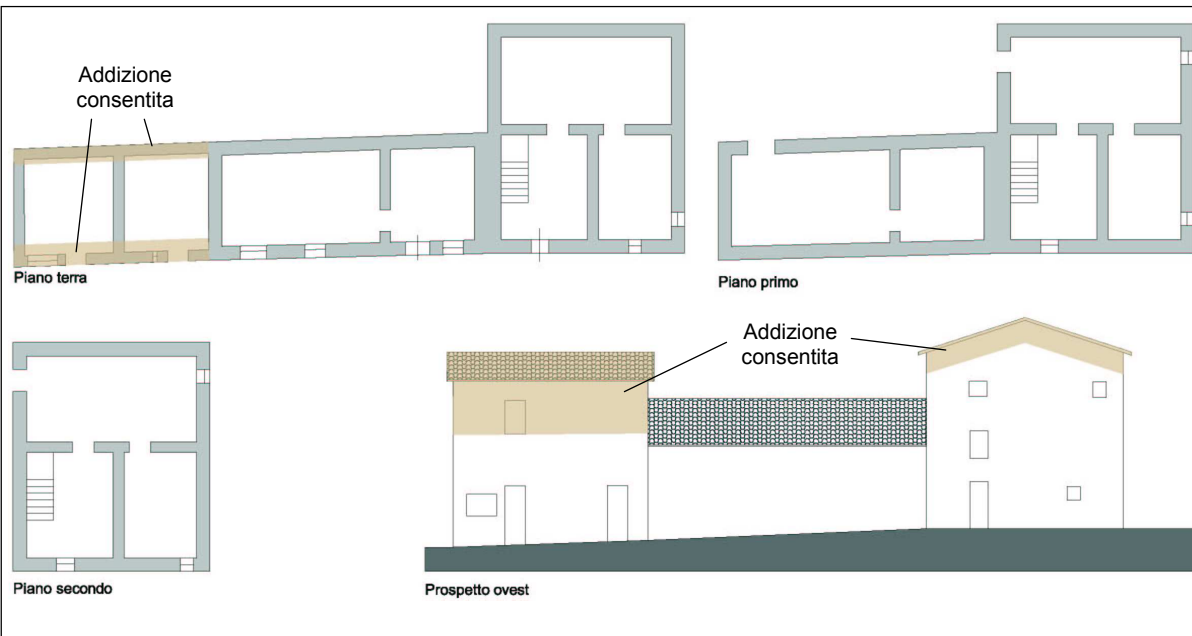 Addizione
consentita
Piano terra
Piano primo
Addizione
consentita
Piano secondo
Prospetto ovest